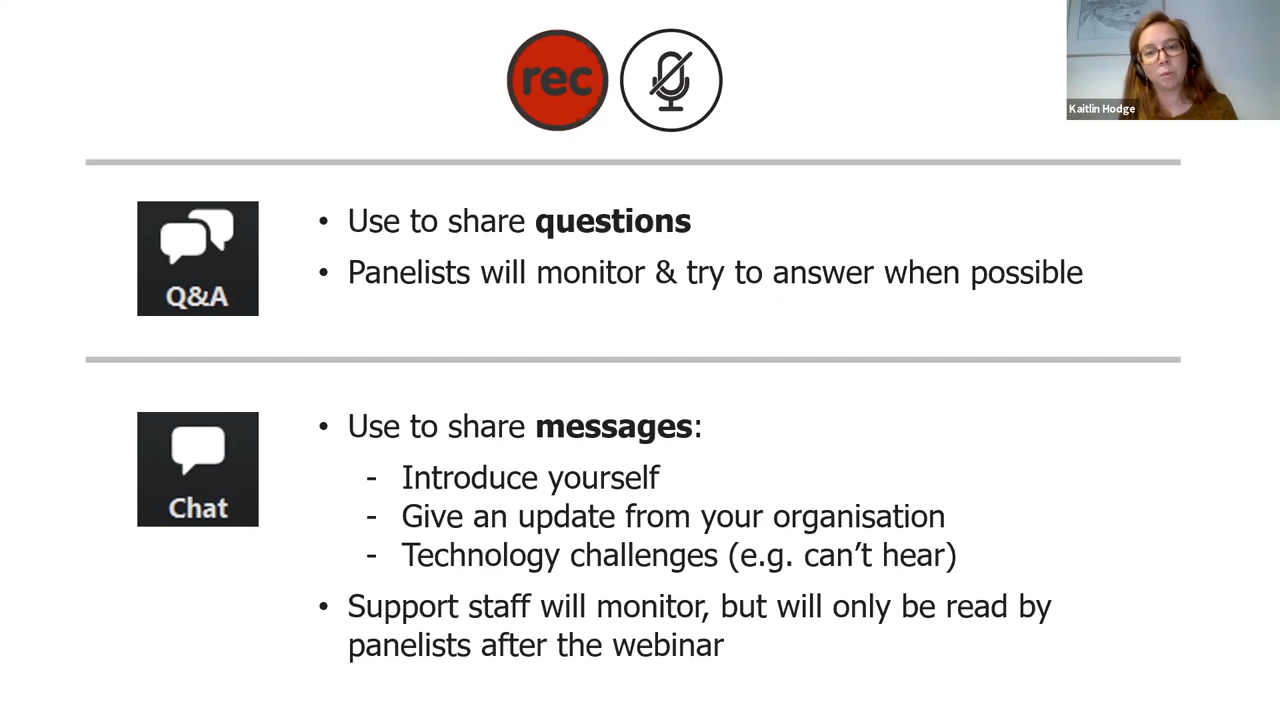 rec
Kaitlin Hodge
Q&A
• Use to share questions
• Panelists will monitor & try to answer when possible
Chat
• Use to share messages:
- Introduce yourself
- Give an update from your organisation
- Technology challenges (e.g. can’t hear)
• Support staff will monitor, but will only be read by
panelists after the webinar